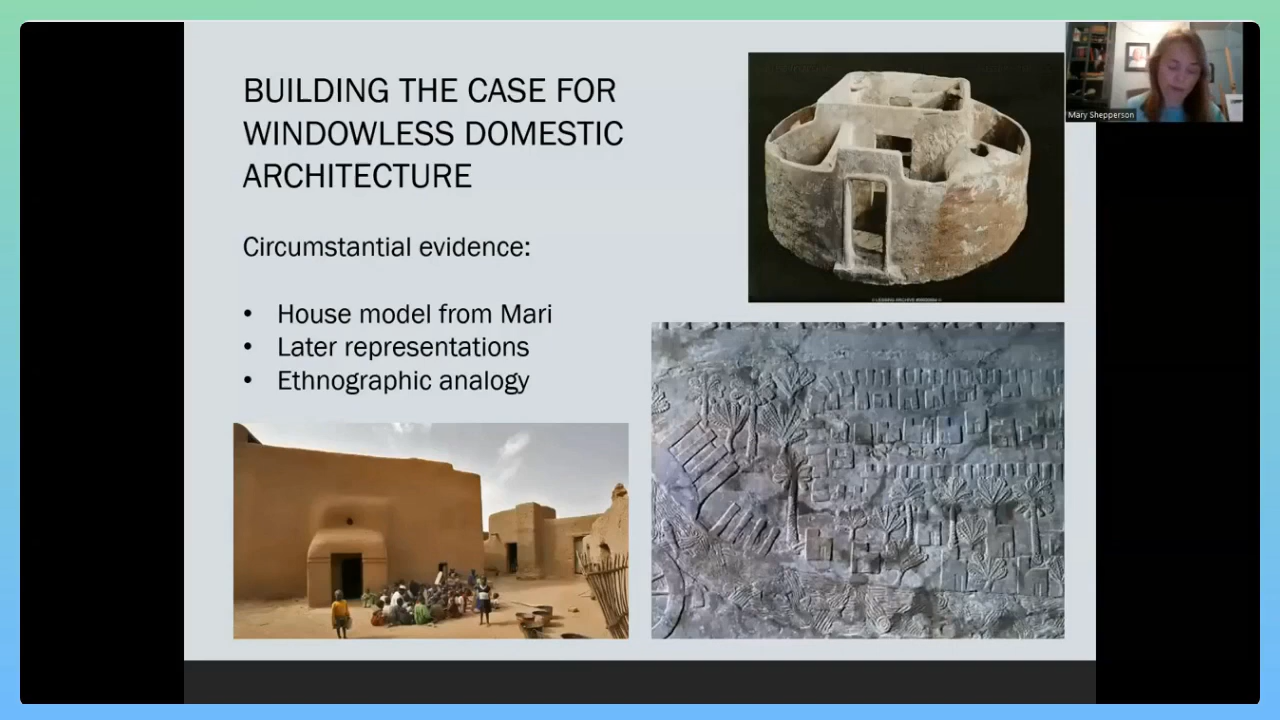 BUILDING THE CASE FOR
WINDOWLESS DOMESTIC
ARCHITECTURE
Circumstantial evidence:
• House model from Mari
• Later representations
• Ethnographic analogy
Mary Shepperson